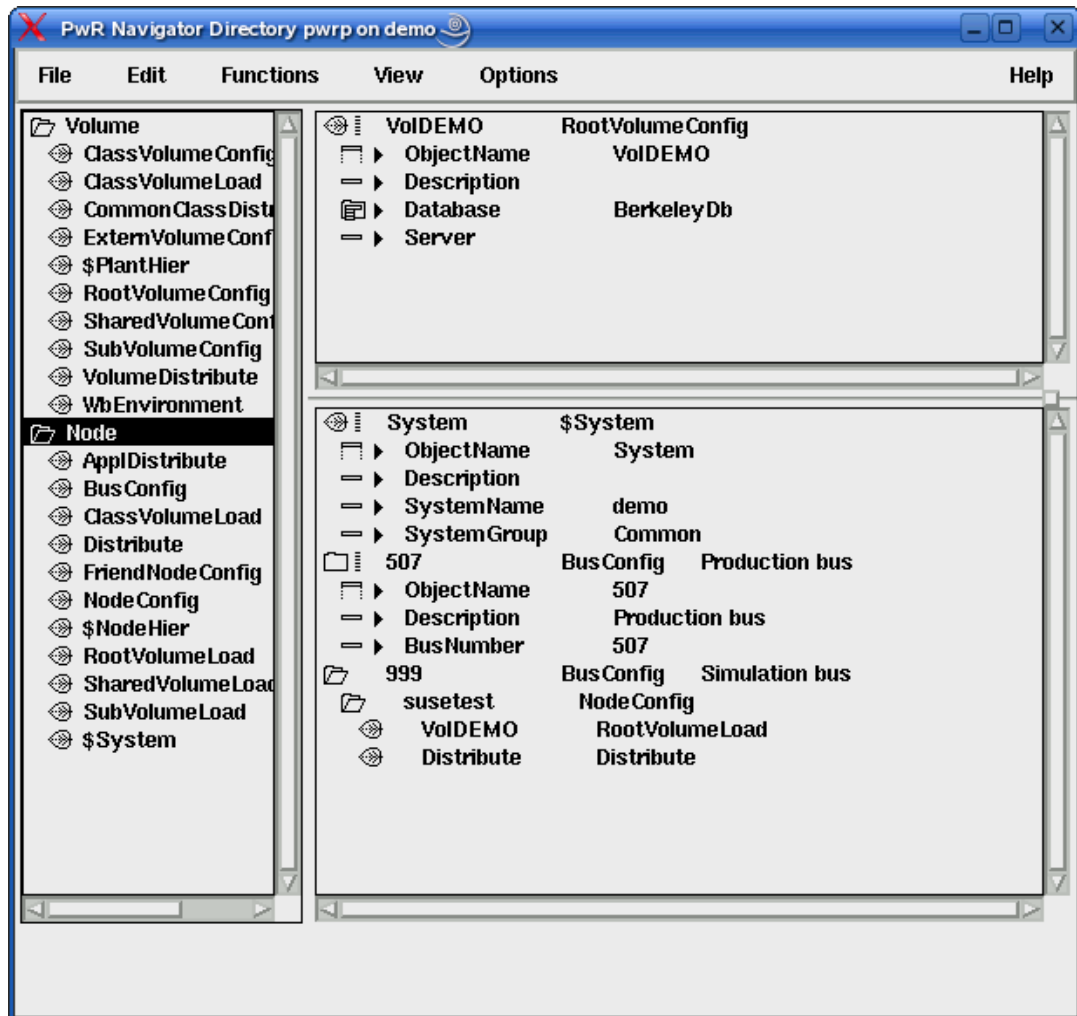 PwR Navigator Directory pwrp on demo
File Edit Functions View Options Help
Volume
ClassVolumeConfig
ClassVolumeLoad
CommonClassDistr
ExternVolumeConf
$PlantHier
RootVolumeConfig
SharedVolumeConf
SubVolumeConfig
VolumeDistribute
WbEnvironment
Node
ApplDistribute
BusConfig
ClassVolumeLoad
Distribute
FriendNodeConfig
NodeConfig
$NodeHier
RootVolumeLoad
SharedVolumeLoad
SubVolumeLoad
$System
VolDEMO RootVolumeConfig
ObjectName VolDEMO
Description
Database BerkeleyDb
Server
System $System
ObjectName System
Description
SystemName demo
SystemGroup Common
507 BusConfig Production bus
ObjectName 507
Description Production bus
BusNumber 507
999 BusConfig Simulation bus
susetest NodeConfig
VolDEMO RootVolumeLoad
Distribute Distribute